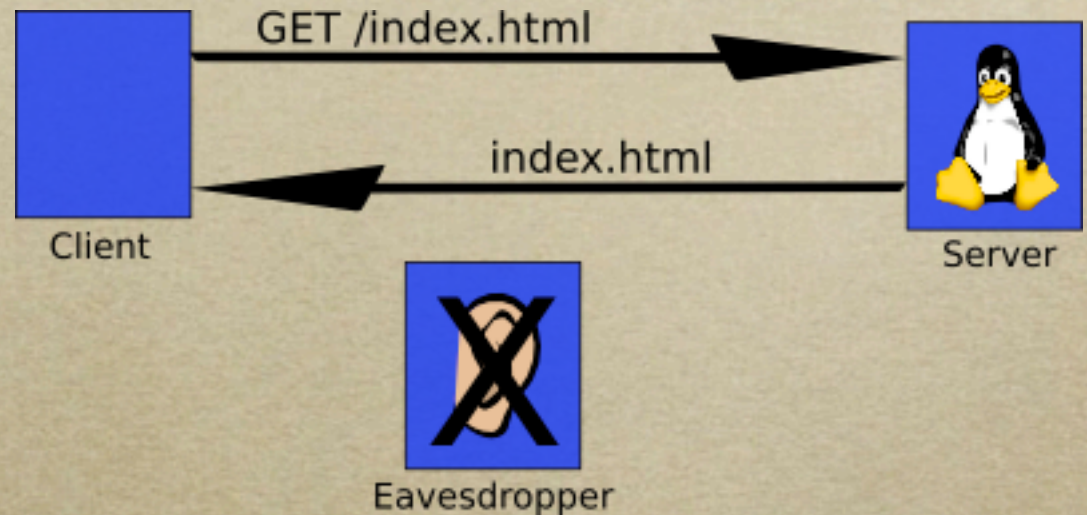 GET /index.html
index.html
Client
Server
Eavesdropper